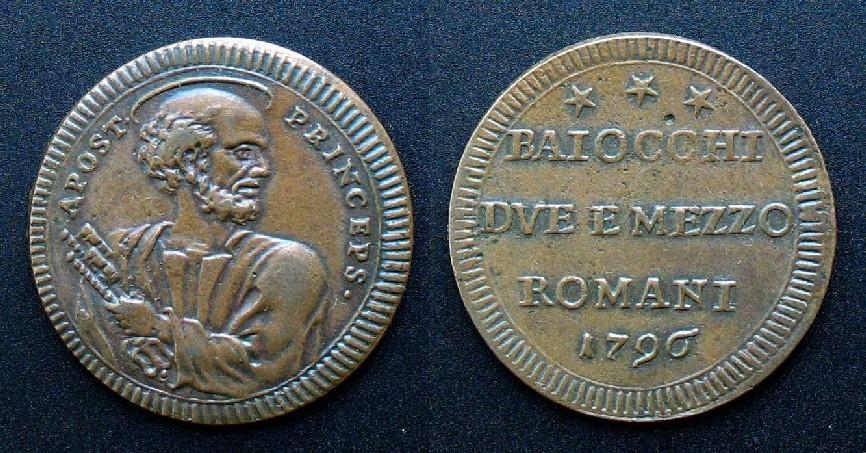 APOST. PRINCEPS.
BAIOCCHI
DVE E MEZZO
ROMANI
1796